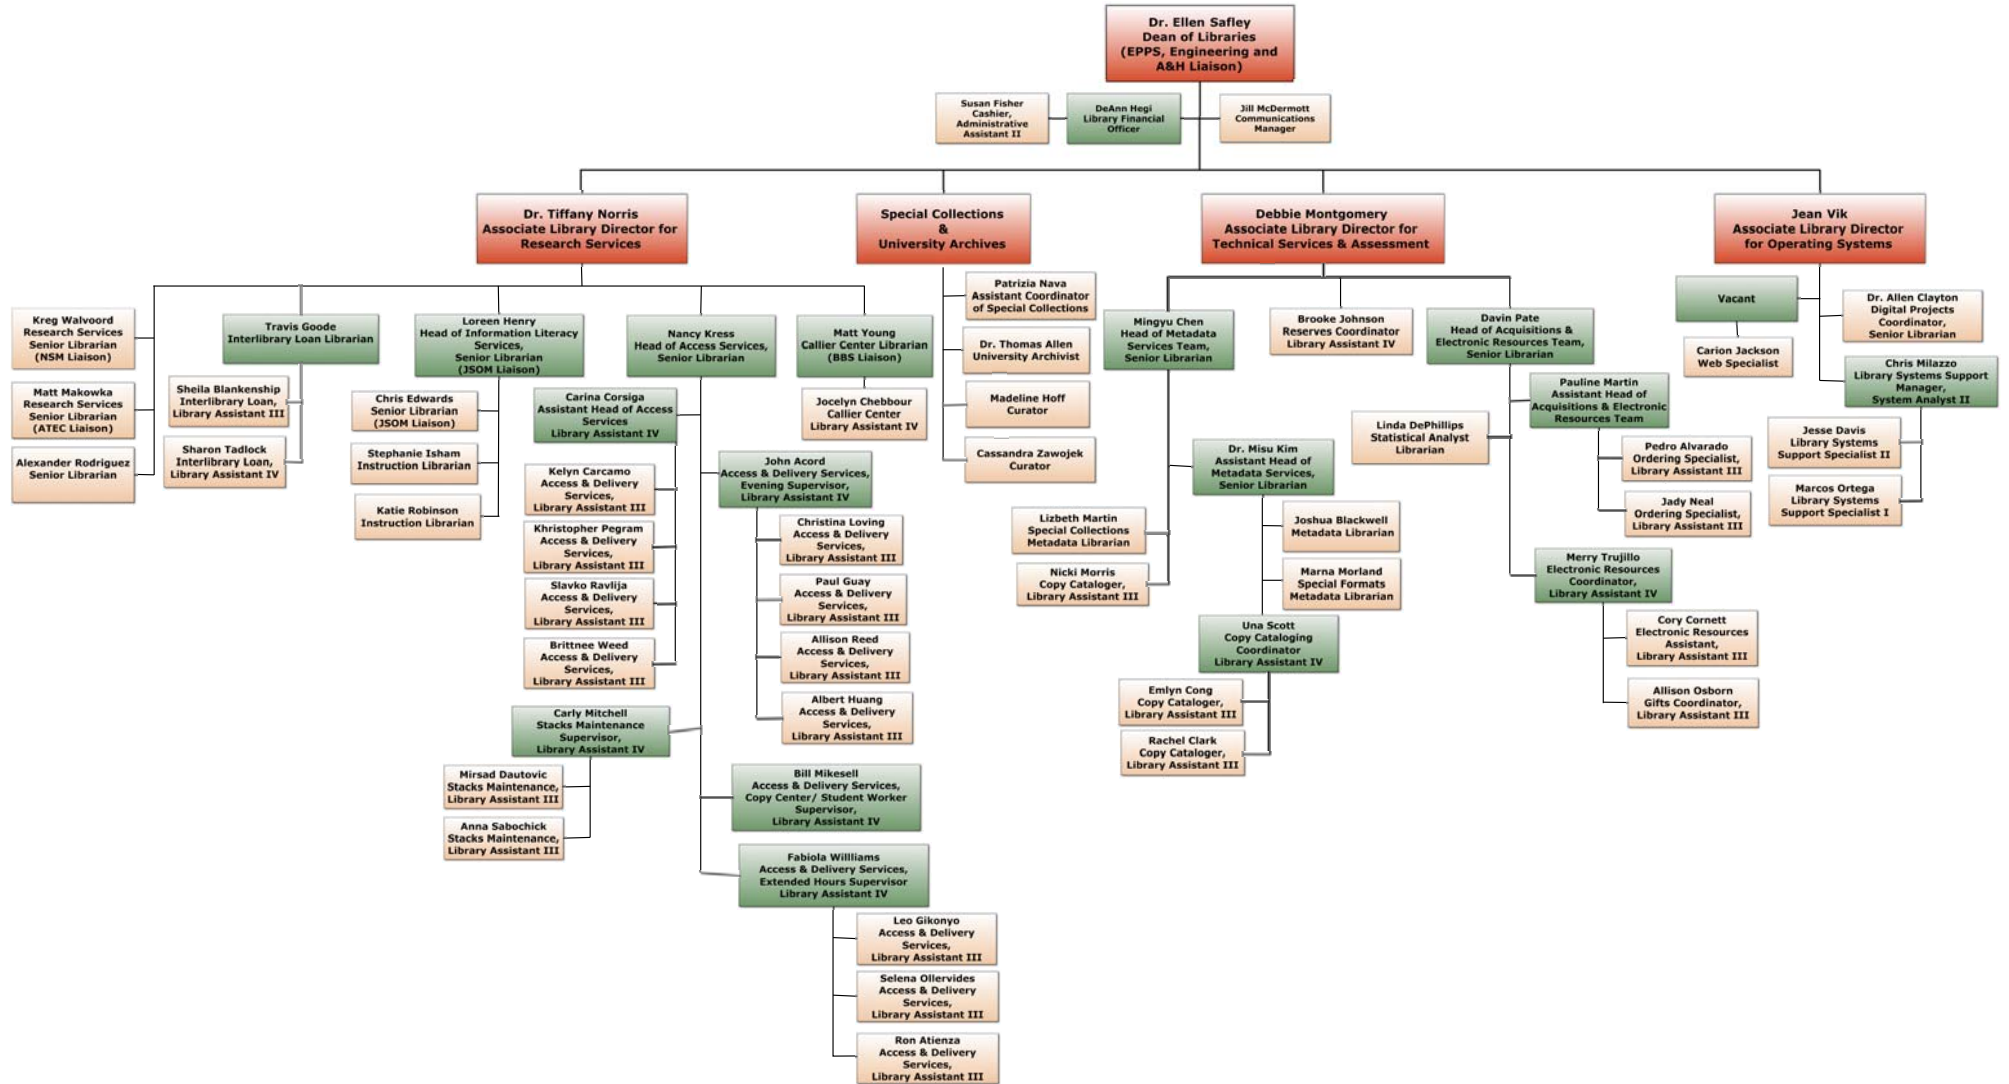 Dr. Ellen Safley
Dean of Libraries
(EPPS, Engineering and
A&H Liaison)
Susan Fisher
Cashier,
Administrative
Assistant II
DeAnn Hegi
Library Financial
Officer
Jill McDermott
Communications
Manager
Dr. Tiffany Norris
Associate Library Director for
Research Services
Special Collections
&
University Archives
Debbie Montgomery
Associate Library Director for
Technical Services & Assessment
Jean Vik
Associate Library Director
for Operating Systems
Kreg Walvoord
Research Services
Senior Librarian
(NSM Liaison)
Matt Makowka
Research Services
Senior Librarian
(ATEC Liaison)
Alexander Rodriguez
Senior Librarian
Travis Goode
Interlibrary Loan Librarian
Sheila Blankenship
Interlibrary Loan,
Library Assistant III
Sharon Tadlock
Interlibrary Loan,
Library Assistant IV
Loreen Henry
Head of Information Literacy
Services,
Senior Librarian
(JSOM Liaison)
Chris Edwards
Senior Librarian
(JSOM Liaison)
Stephanie Isham
Instruction Librarian
Katie Robinson
Instruction Librarian
Nancy Kress
Head of Access Services,
Senior Librarian
Carina Corsiga
Assistant Head of Access
Services
Library Assistant IV
Kelyn Carcamo
Access & Delivery
Services,
Library Assistant III
Khristopher Pegram
Access & Delivery
Services,
Library Assistant III
Slavko Ravlija
Access & Delivery
Services,
Library Assistant III
Brittnee Weed
Access & Delivery
Services,
Library Assistant III
John Acord
Access & Delivery Services,
Evening Supervisor,
Library Assistant IV
Christina Loving
Access & Delivery
Services,
Library Assistant III
Paul Guay
Access & Delivery
Services,
Library Assistant III
Allison Reed
Access & Delivery
Services,
Library Assistant III
Albert Huang
Access & Delivery
Services,
Library Assistant III
Carly Mitchell
Stacks Maintenance
Supervisor,
Library Assistant IV
Mirsad Dautovic
Stacks Maintenance,
Library Assistant III
Anna Sabochick
Stacks Maintenance,
Library Assistant III
Bill Mikesell
Access & Delivery Services,
Copy Center/ Student Worker
Supervisor,
Library Assistant IV
Fabiola Willliams
Access & Delivery Services,
Extended Hours Supervisor
Library Assistant IV
Leo Gikonyo
Access & Delivery
Services,
Library Assistant III
Selena Ollervides
Access & Delivery
Services,
Library Assistant III
Ron Atienza
Access & Delivery
Services,
Library Assistant III
Matt Young
Callier Center Librarian
(BBS Liaison)
Jocelyn Chebbour
Callier Center
Library Assistant IV
Patrizia Nava
Assistant Coordinator
of Special Collections
Dr. Thomas Allen
University Archivist
Madeline Hoff
Curator
Cassandra Zawojek
Curator
Mingyu Chen
Head of Metadata
Services Team,
Senior Librarian
Lizbeth Martin
Special Collections
Metadata Librarian
Nicki Morris
Copy Cataloger,
Library Assistant III
Dr. Misu Kim
Assistant Head of
Metadata Services,
Senior Librarian
Joshua Blackwell
Metadata Librarian
Marna Morland
Special Formats
Metadata Librarian
Una Scott
Copy Cataloging
Coordinator
Library Assistant IV
Emlyn Cong
Copy Cataloger,
Library Assistant III
Rachel Clark
Copy Cataloger,
Library Assistant III
Brooke Johnson
Reserves Coordinator
Library Assistant IV
Davin Pate
Head of Acquisitions &
Electronic Resources Team,
Senior Librarian
Linda DePhillips
Statistical Analyst
Librarian
Pauline Martin
Assistant Head of
Acquisitions & Electronic
Resources Team
Pedro Alvarado
Ordering Specialist,
Library Assistant III
Jady Neal
Ordering Specialist,
Library Assistant III
Merry Trujillo
Electronic Resources
Coordinator,
Library Assistant IV
Cory Cornett
Electronic Resources
Assistant,
Library Assistant III
Allison Osborn
Gifts Coordinator,
Library Assistant III
Vacant
Carion Jackson
Web Specialist
Dr. Allen Clayton
Digital Projects
Coordinator,
Senior Librarian
Chris Milazzo
Library Systems Support
Manager,
System Analyst II
Jesse Davis
Library Systems
Support Specialist II
Marcos Ortega
Library Systems
Support Specialist I